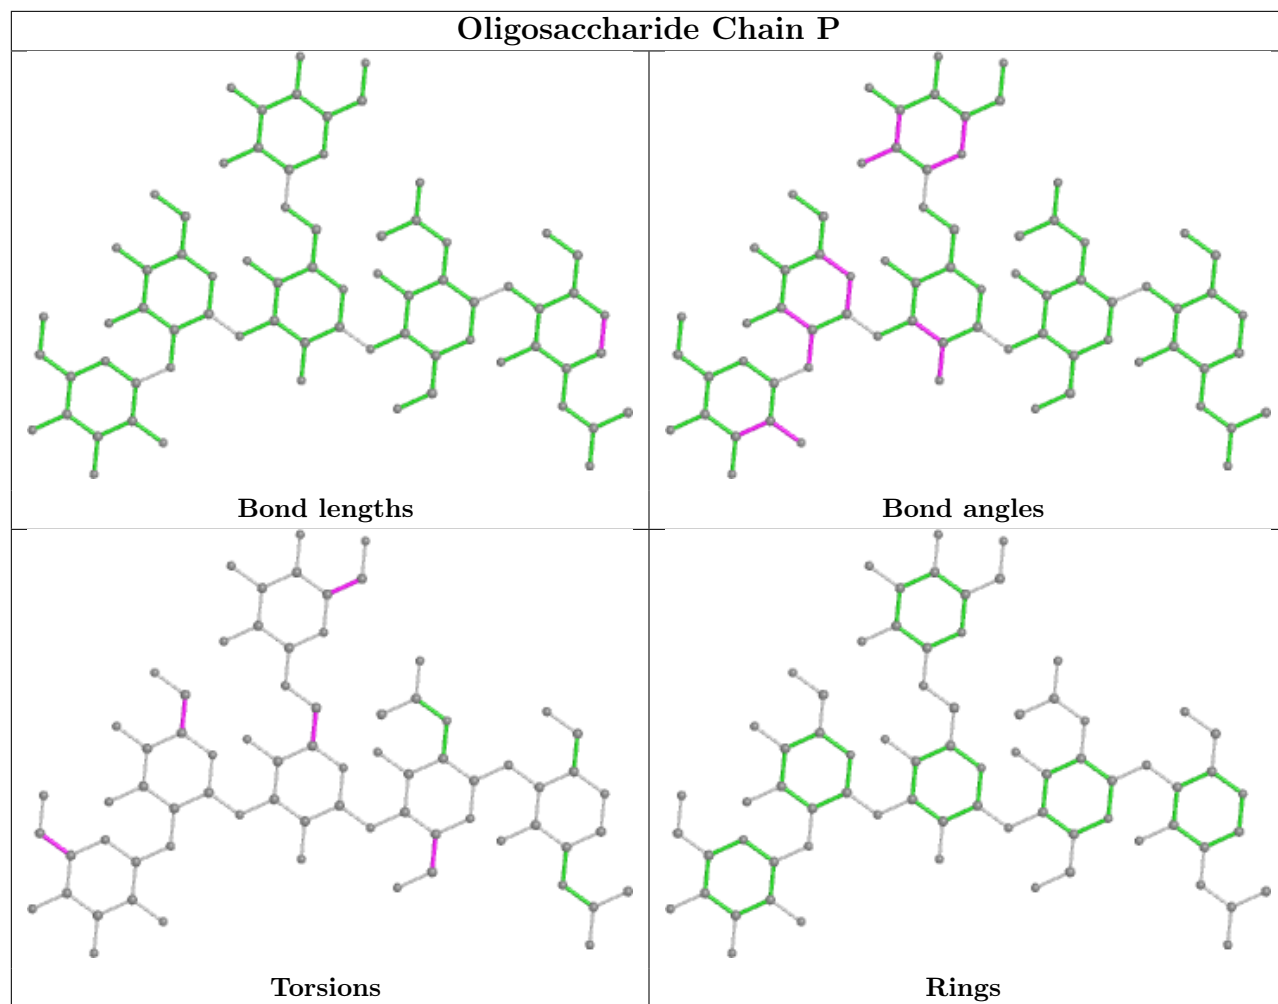 Oligosaccharide Chain P
Bond lengths
Bond angles
Torsions
Rings